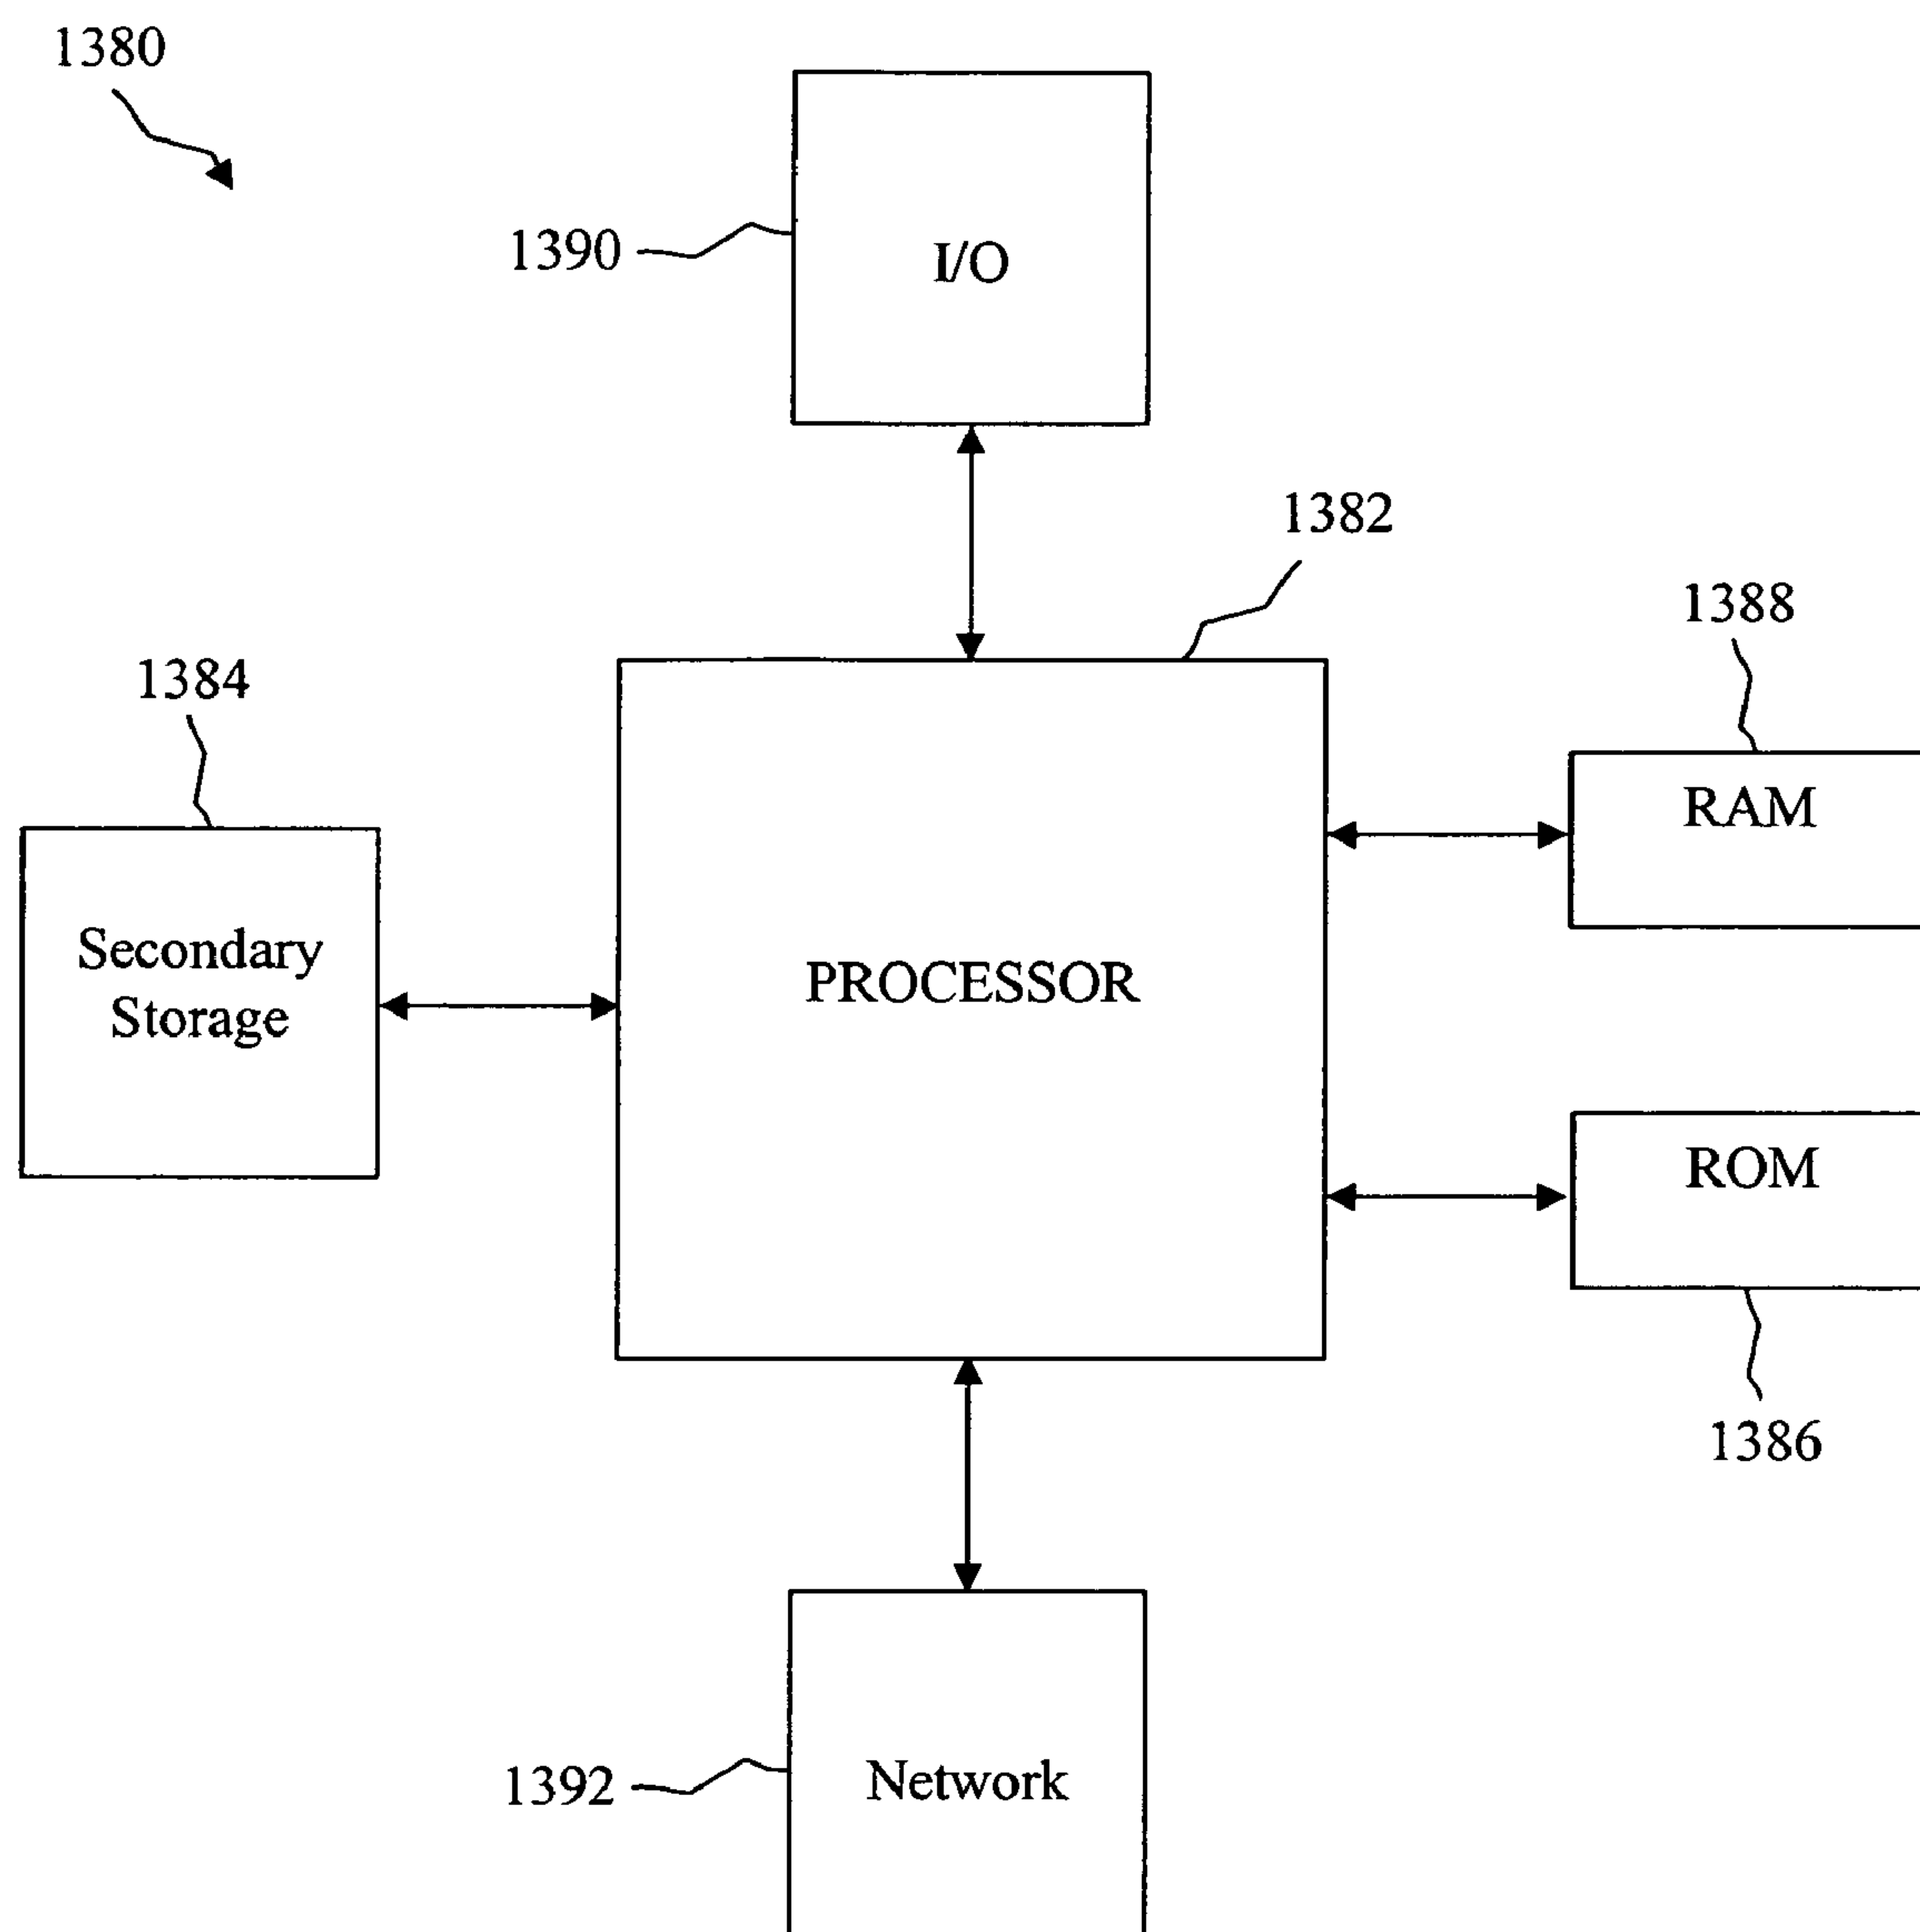 1380
1390
I/O
1382
1388
1384
RAM
Secondary
Storage
PROCESSOR
ROM
1386
1392
Network